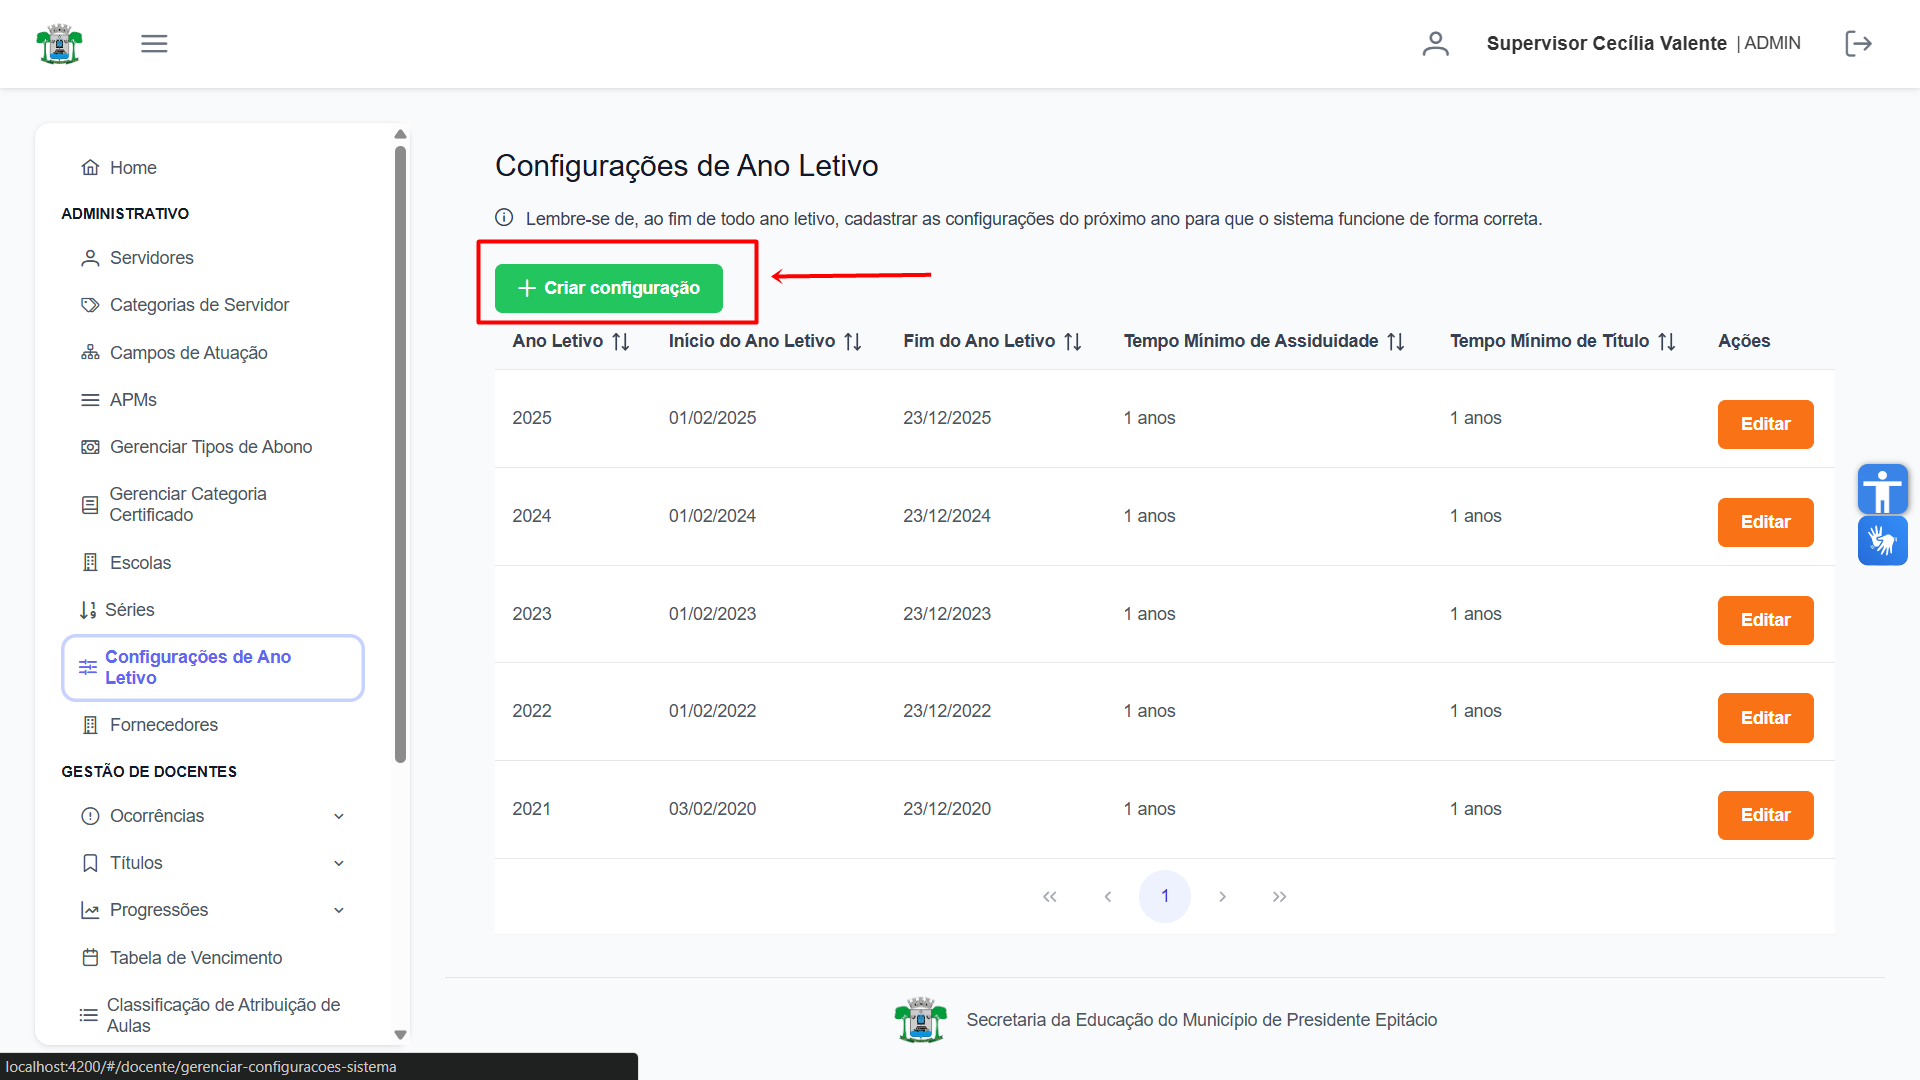 Supervisor Cecília Valente | ADMIN
Home
ADMINISTRATIVO
Servidores
Categorias de Servidor
Campos de Atuação
APMs
Gerenciar Tipos de Abono
Gerenciar Categoria
Certificado
Escolas
Séries
Configurações de Ano
Letivo
Fornecedores
GESTÃO DE DOCENTES
Ocorrências
Títulos
Progressões
Tabela de Vencimento
Classificação de Atribuição de
Aulas
Configurações de Ano Letivo
Lembre-se de, ao fim de todo ano letivo, cadastrar as configurações do próximo ano para que o sistema funcione de forma correta.
Criar configuração
Ano Letivo Início do Ano Letivo Fim do Ano Letivo Tempo Mínimo de Assiduidade Tempo Mínimo de Título Ações
2025 01/02/2025 23/12/2025 1 anos 1 anos Editar
2024 01/02/2024 23/12/2024 1 anos 1 anos Editar
2023 01/02/2023 23/12/2023 1 anos 1 anos Editar
2022 01/02/2022 23/12/2022 1 anos 1 anos Editar
2021 03/02/2020 23/12/2020 1 anos 1 anos Editar
1
Secretaria da Educação do Município de Presidente Epitácio
localhost:4200/#/docente/gerenciar-configuracoes-sistema